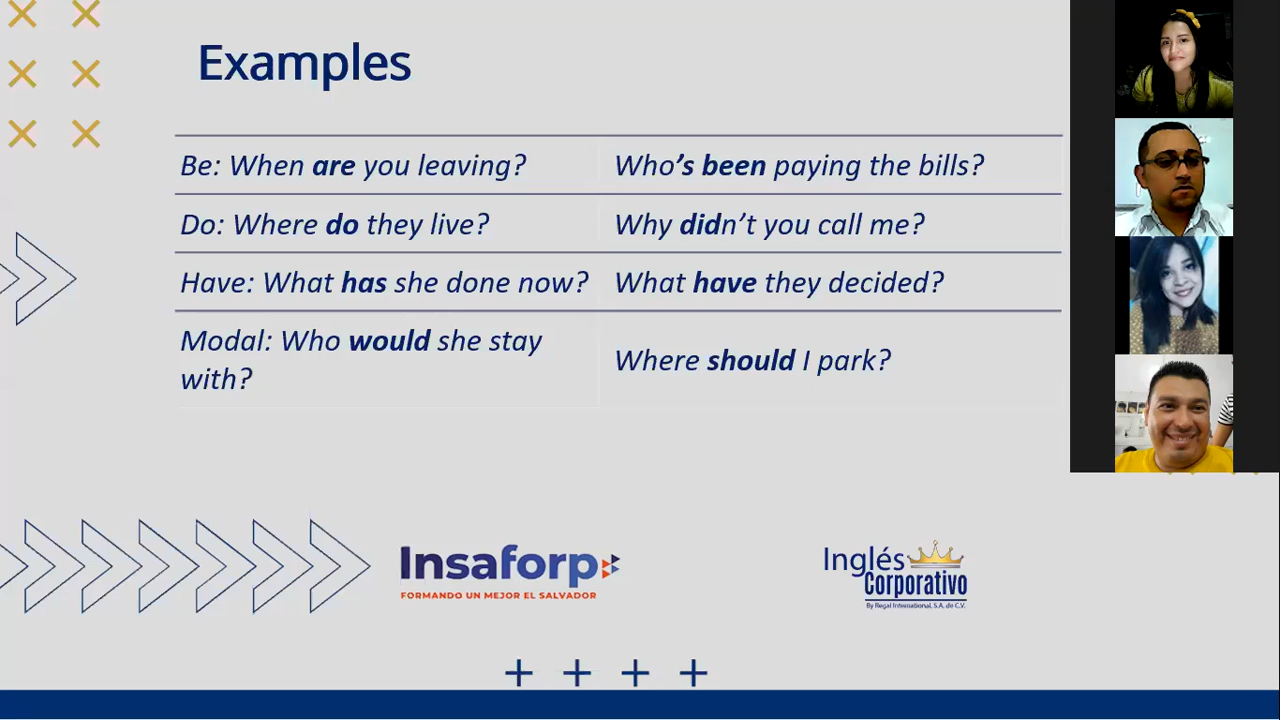 Examples
Be: When are you leaving?
Who's been paying the bills?
Do: Where do they live?
Why didn't you call me?
Have: What has she done now?
What have they decided?
Modal: Who would she stay
with?
Where should I park?
Insaforp
FORMANDO UN MEJOR EL SALVADOR
Inglés
Corporativo
By Regal International, S.A. de C.V.